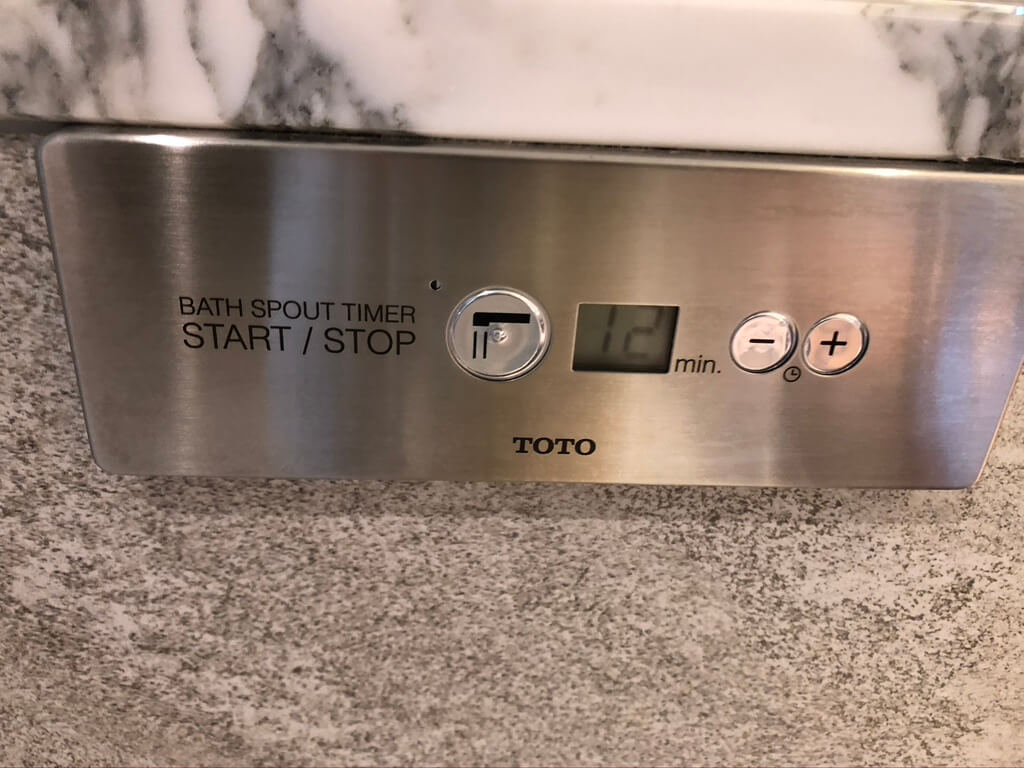 BATH SPOUT TIMER
START / STOP
12 min.
- +
TOTO